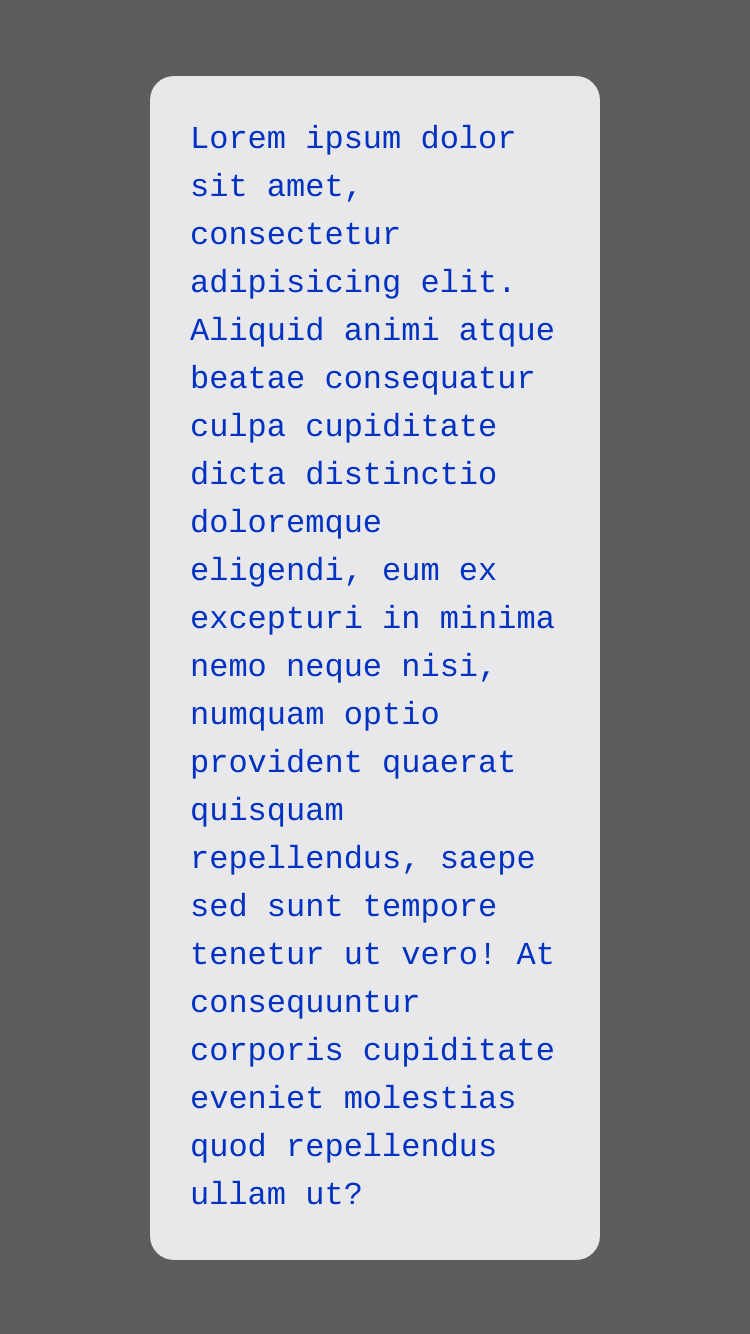 Lorem ipsum dolor
sit amet,
consectetur
adipisicing elit.
Aliquid animi atque
beatae consequatur
culpa cupiditate
dicta distinctio
doloremque
eligendi, eum ex
excepturi in minima
nemo neque nisi,
numquam optio
provident quaerat
quisquam
repellendus, saepe
sed sunt tempore
tenetur ut vero! At
consequuntur
corporis cupiditate
eveniet molestias
quod repellendus
ullam ut?